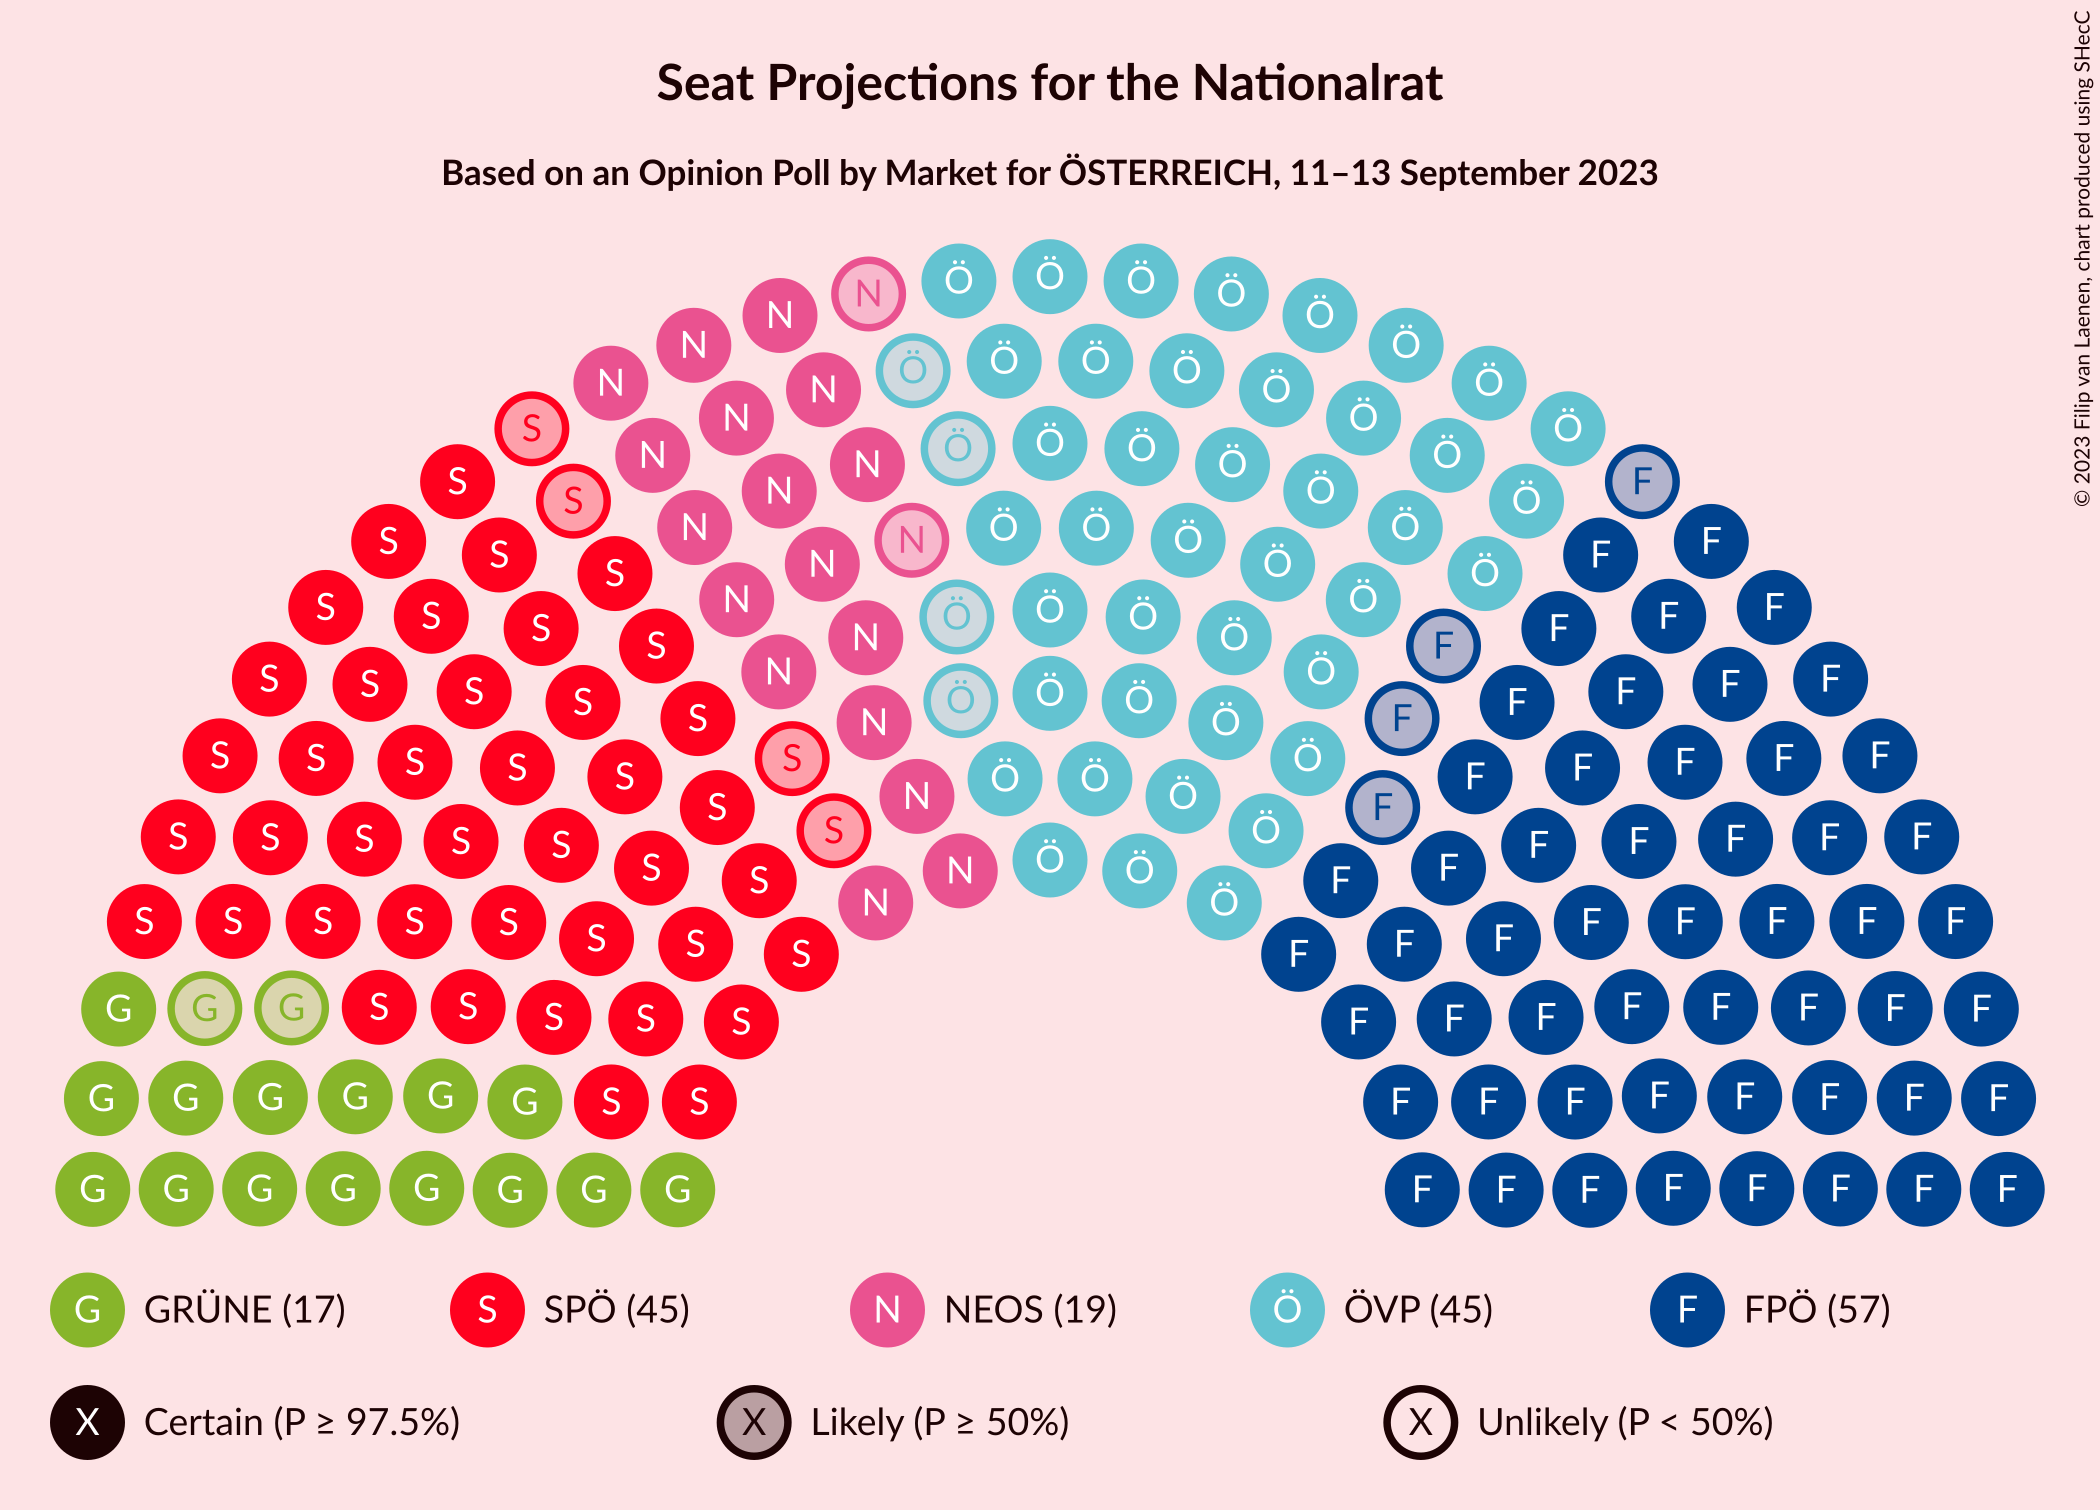 Seat Projections for the Nationalrat
Based on an Opinion Poll by Market for ÖSTERREICH, 11–13 September 2023
© 2023 Filip van Laenen, chart produced using SHecC
N Ö Ö Ö Ö Ö
N N Ö Ö Ö
N N Ö Ö Ö Ö Ö Ö Ö
S N N Ö Ö
S S N N N Ö Ö Ö Ö Ö Ö Ö F
S S S N N N Ö Ö Ö Ö Ö Ö F F
S S S S N N N Ö Ö Ö Ö Ö Ö F F F
S S S S S N N Ö Ö Ö Ö Ö F F F F F
S S S S S S N Ö Ö Ö Ö Ö F F F F F F
S S S S S S S N Ö Ö Ö Ö F F F F F F
S S S S S S S S Ö F F F F F F F
S S S S N N Ö Ö Ö F F
S S S S S S S S F F F F F F F F
G G G S S S S S F F F F F F F F
G G G G G G S S F F F F F F F F
G G G G G G G G F F F F F F F F
G GRÜNE (17) S SPÖ (45) N NEOS (19) Ö ÖVP (45) F FPÖ (57)
X Certain (P ≥ 97.5%) X Likely (P ≥ 50%) X Unlikely (P < 50%)